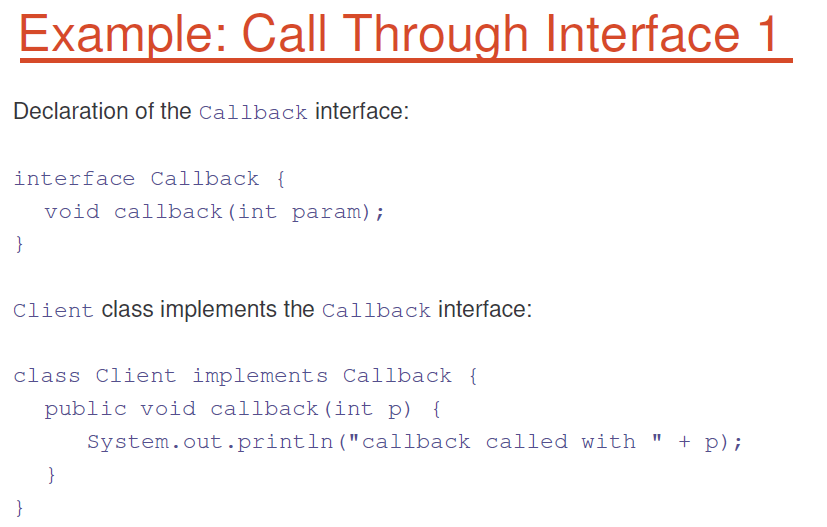 Example: Call Through Interface 1
Declaration of the Callback interface:
interface Callback {
void callback(int param);
}
Client class implements the Callback interface:
class Client implements Callback {
public void callback(int p) {
System.out.println("callback called with " + p);
}
}